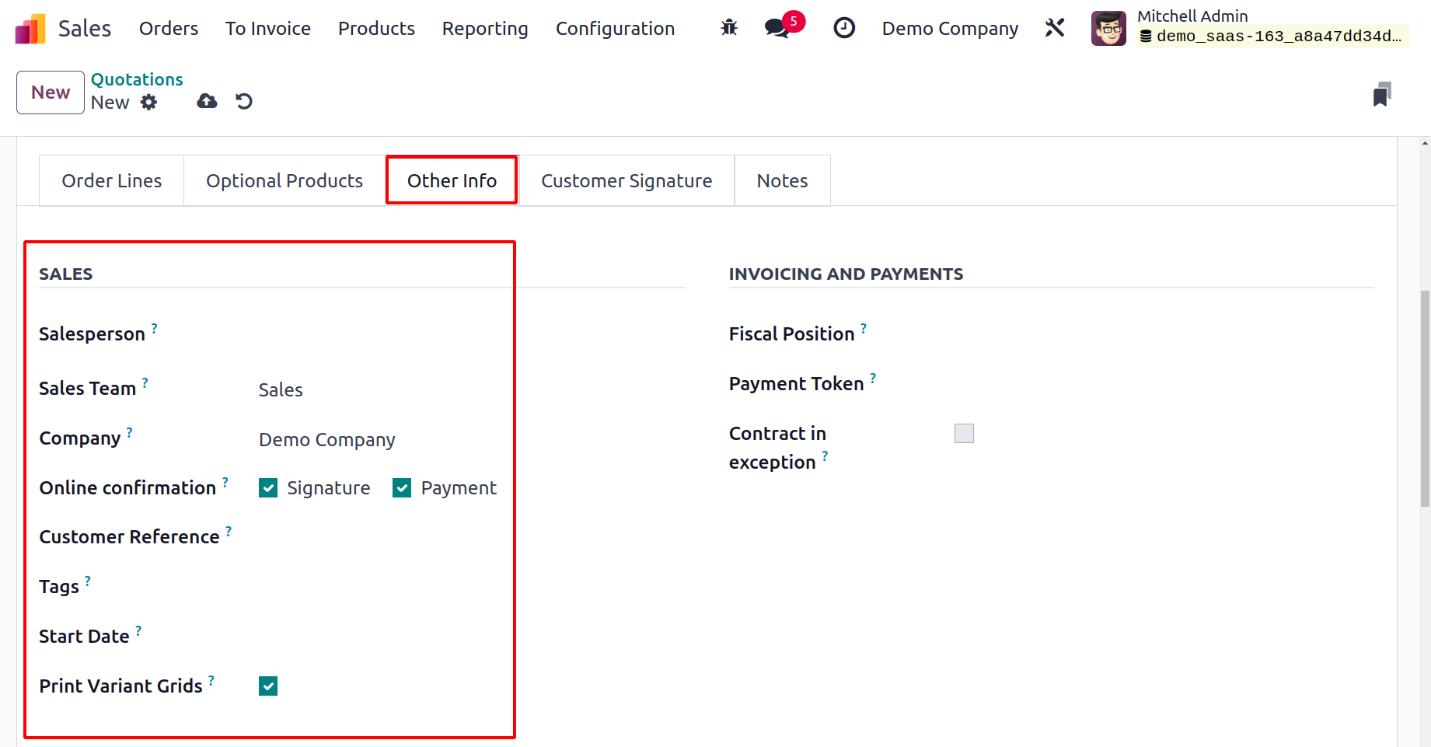 Sales Orders To Invoice Products Reporting Configuration 5 Demo Company Mitchell Admin
demo_saas-163_a8a47dd34d...
New Quotations
New
Order Lines Optional Products Other Info Customer Signature Notes
SALES
Salesperson ?
Sales Team ? Sales
Company ? Demo Company
Online confirmation ? Signature Payment
Customer Reference ?
Tags ?
Start Date ?
Print Variant Grids ?
INVOICING AND PAYMENTS
Fiscal Position ?
Payment Token ?
Contract in
exception ?